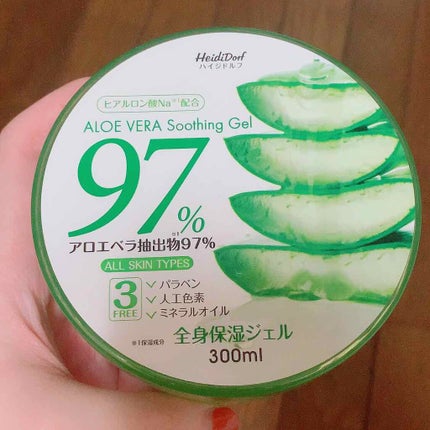 HeidiDorf
ハイジドルフ
ヒアルロン酸Na※1配合
ALOE VERA Soothing Gel
97%
アロエベラ抽出物※1 97%
ALL SKIN TYPES
3 FREE
✓パラベン
✓人工色素
✓ミネラルオイル
※1保湿成分
全身保湿ジェル
300ml